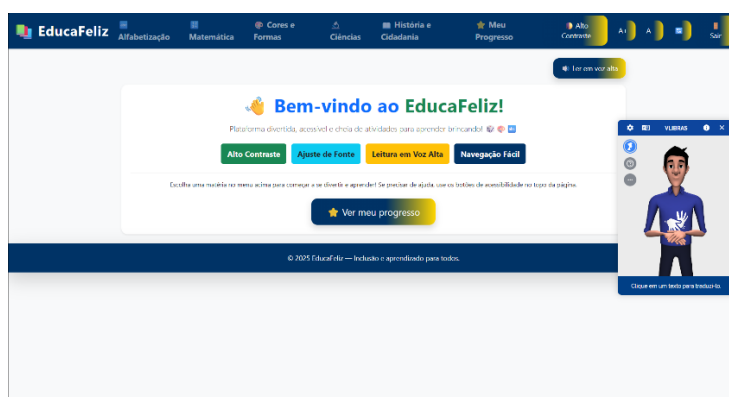 EducaFeliz
Alfabetização
Matemática
Cores e
Formas
Ciências
História e
Cidadania
Meu
Progresso
Alto
Contraste
A
A
Sair
Ler em voz alta
Bem-vindo ao EducaFeliz!
Plataforma divertida, acessível e cheia de atividades para aprender brincando!
Alto Contraste
Ajuste de Fonte
Leitura em Voz Alta
Navegação Fácil
Escolha uma matéria no menu acima para começar a se divertir e aprender! Se precisar de ajuda, use os botões de acessibilidade no topo da página.
Ver meu progresso
© 2025 EducaFeliz — Inclusão e aprendizado para todos.
VLIBRAS
Clique em um texto para traduzi-lo.